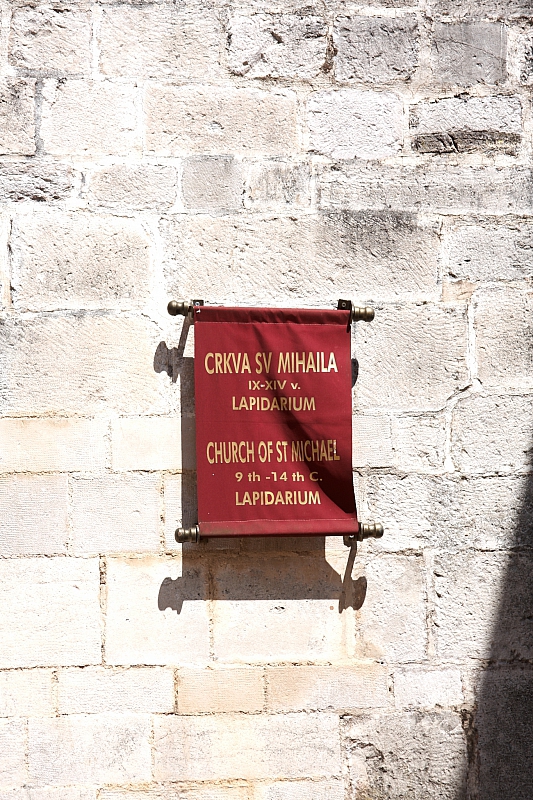 CRKVA SV MIHAILA
IX-XIV v.
LAPIDARIUM
CHURCH OF ST MICHAEL
9 th -14 th C.
LAPIDARIUM